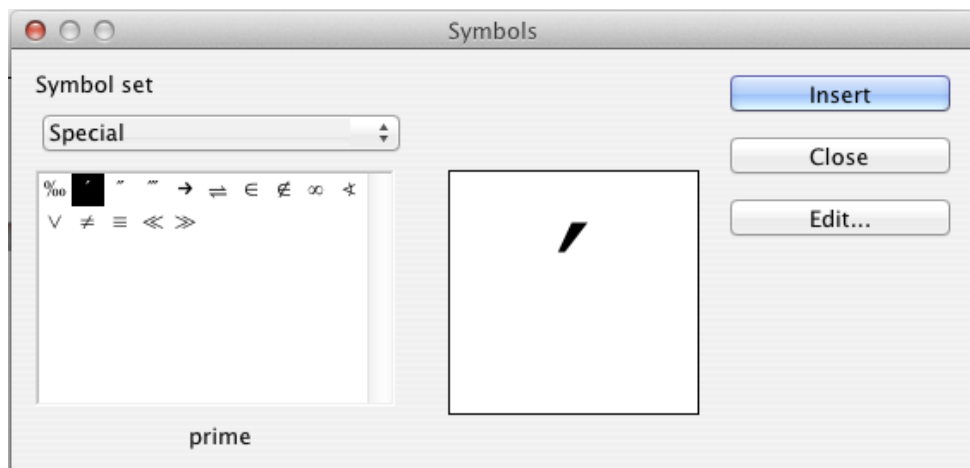 Symbols
Symbol set
Special
Insert
Close
Edit...
‰ ′ ″ ‴ → ⇌ ∈ ∉ ∞ ∢
∨ ≠ ≡ ≪ ≫
′
prime